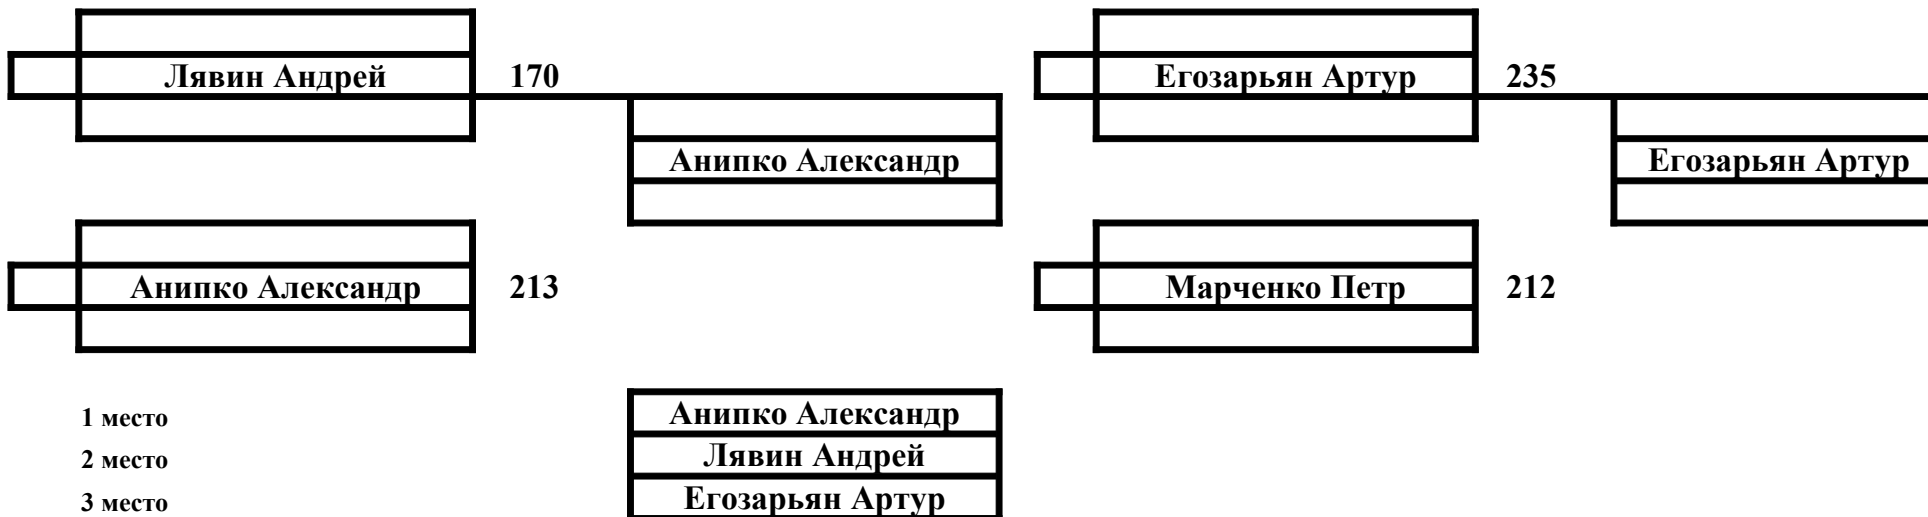 Лявин Андрей 170 Егозарьян Артур 235
Анипко Александр Егозарьян Артур
Анипко Александр 213 Марченко Петр 212
1 место Анипко Александр
2 место Лявин Андрей
3 место Егозарьян Артур